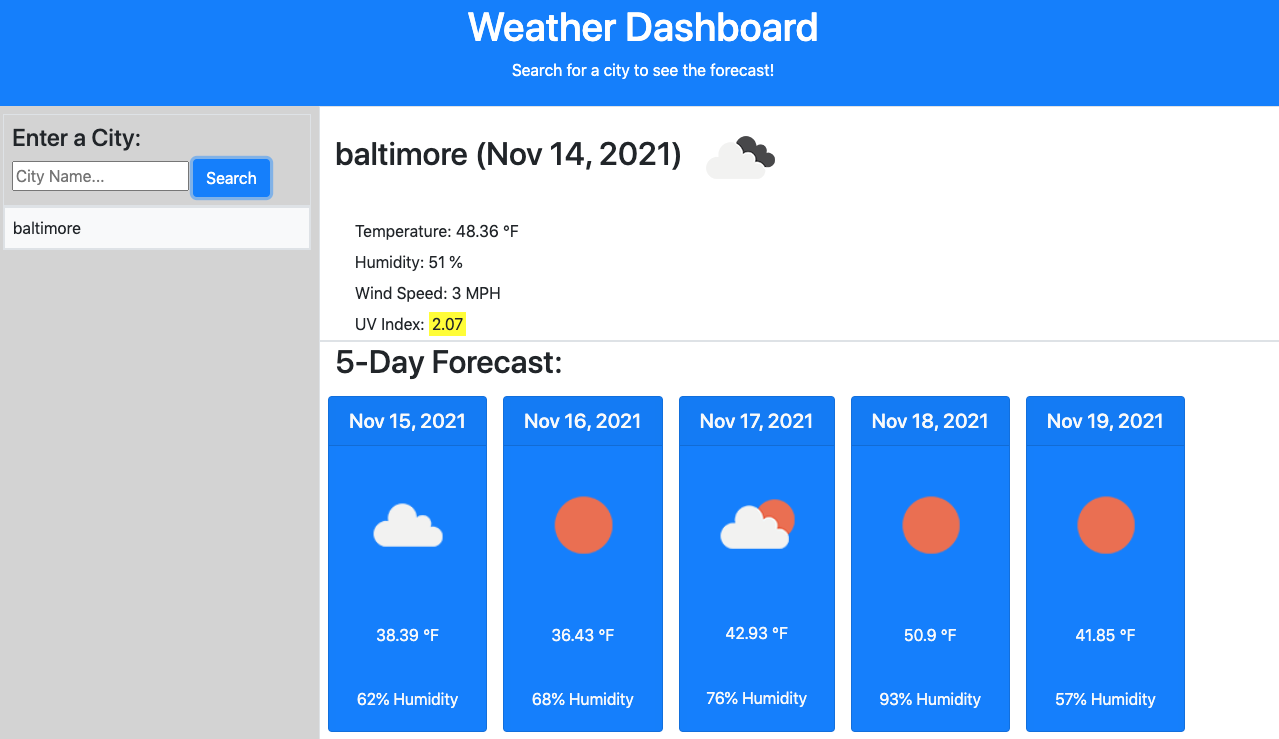 Weather Dashboard
Search for a city to see the forecast!
Enter a City:
City Name...
Search
baltimore
baltimore (Nov 14, 2021)
Temperature: 48.36 °F
Humidity: 51 %
Wind Speed: 3 MPH
UV Index: 2.07
5-Day Forecast:
Nov 15, 2021
38.39 °F
62% Humidity
Nov 16, 2021
36.43 °F
68% Humidity
Nov 17, 2021
42.93 °F
76% Humidity
Nov 18, 2021
50.9 °F
93% Humidity
Nov 19, 2021
41.85 °F
57% Humidity